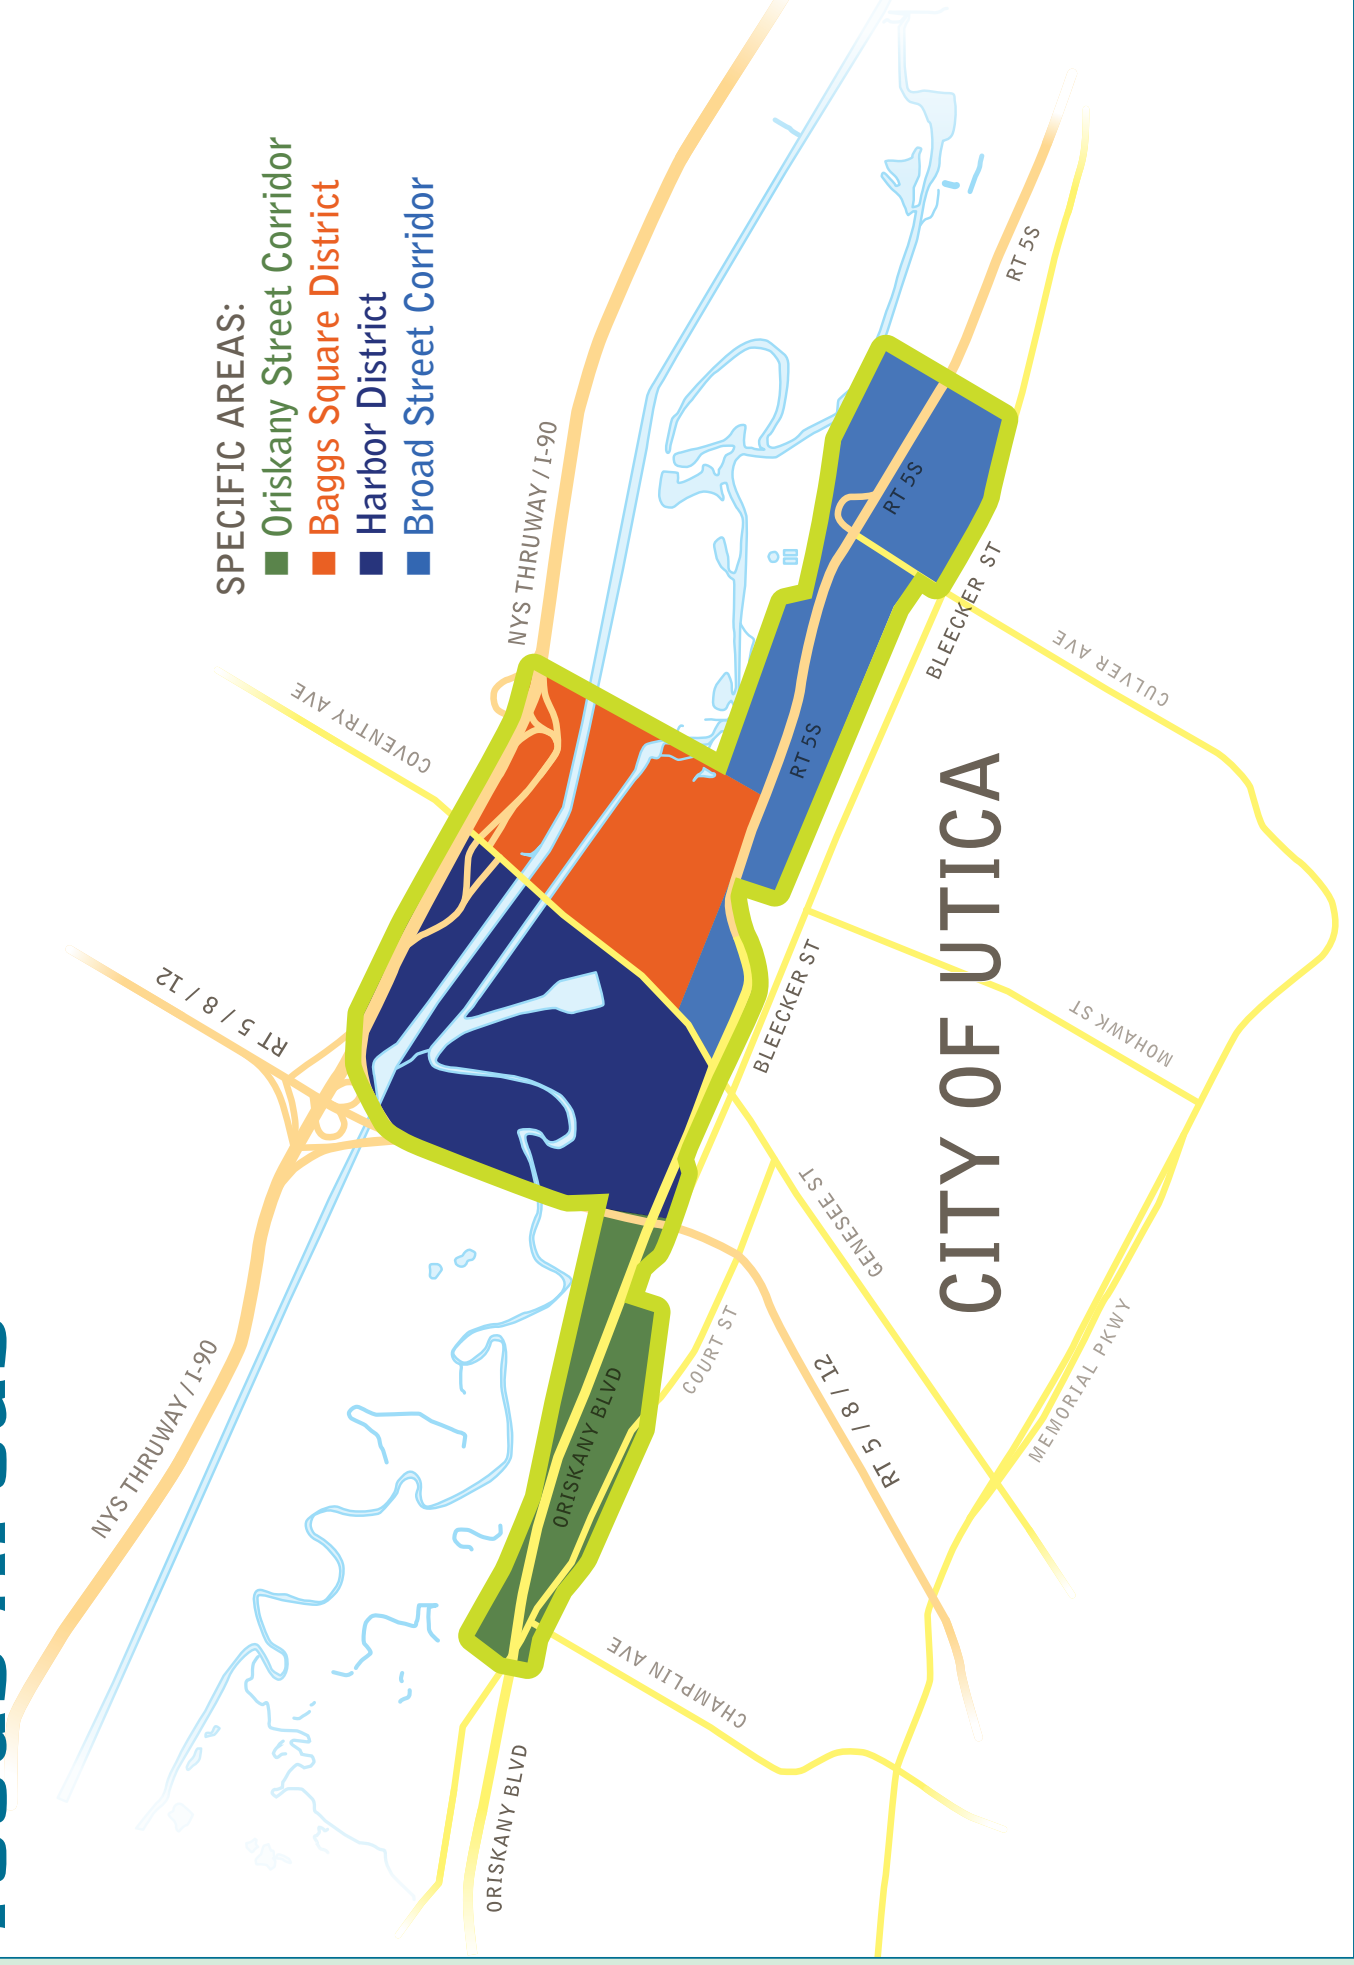 SPECIFIC AREAS:
Oriskany Street Corridor
Baggs Square District
Harbor District
Broad Street Corridor
NYS THRUWAY / I-90
NYS THRUWAY / I-90
COVENTRY AVE
RT 5 / 8 / 12
RT 5S
RT 5S
RT 5S
BLEECKER ST
BLEECKER ST
CULVER AVE
MOHAWK ST
GENESEE ST
COURT ST
RT 5 / 8 / 12
MEMORIAL PKWY
ORISKANY BLVD
ORISKANY BLVD
CHAMPLIN AVE
CITY OF UTICA